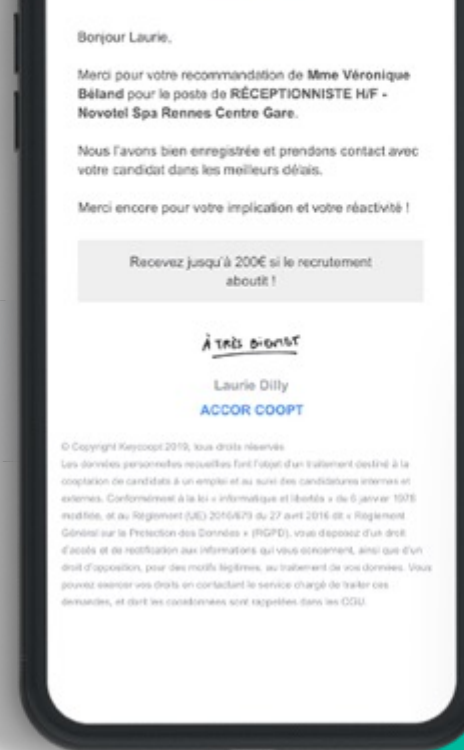 Bonjour Laurie,
Merci pour votre recommandation de Mme Véronique
Béland pour le poste de RÉCEPTIONNISTE H/F -
Novotel Spa Rennes Centre Gare.
Nous l'avons bien enregistrée et prendons contact avec
votre candidat dans les meilleurs délais.
Merci encore pour votre implication et votre réactivité !
Recevez jusqu'à 200€ si le recrutement
aboutit !
À TRÈS BIENTÔT
Laurie Dilly
ACCOR COOPT
© Copyright Keycoopt 2019, tous droits réservés
Les données personnelles recueillies font l'objet d'un traitement destiné à la
cooptation de candidats à un emploi et au suivi des candidatures internes et
externes. Conformément à la loi « informatique et libertés » du 6 janvier 1978
modifiée, et au Règlement (UE) 2016/679 du 27 avril 2016 dit « Règlement
Général sur la Protection des Données » (RGPD), vous disposez d'un droit
d'accès et de rectification aux informations qui vous concernent, ainsi que d'un
droit d'opposition, pour des motifs légitimes, au traitement de vos données. Vous
pouvez exercer vos droits en contactant le service chargé de traiter ces
demandes, et dont les coordonnées sont rappelées dans les CGU.